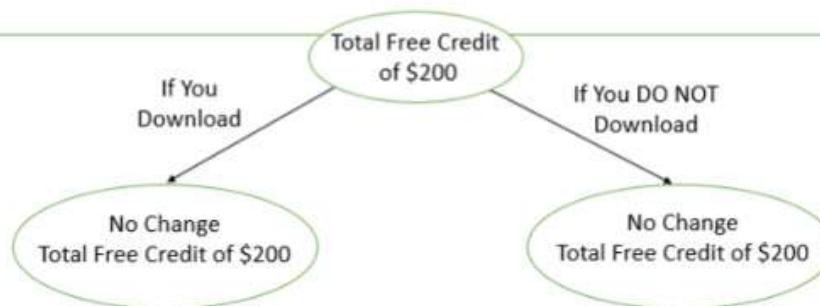 Total Free Credit
of $200
If You
Download
If You DO NOT
Download
No Change
Total Free Credit of $200
No Change
Total Free Credit of $200